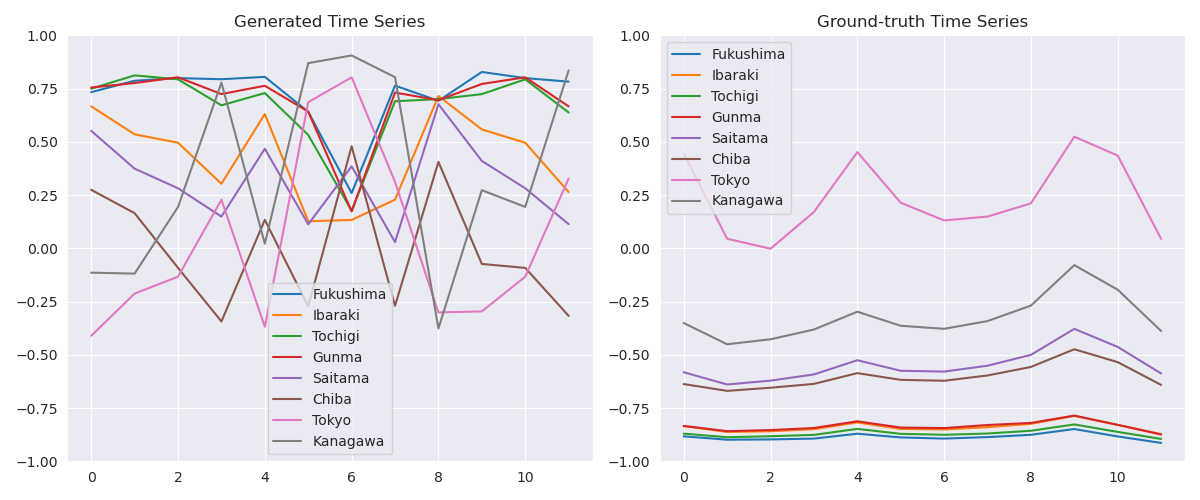 Generated Time Series
1.00
0.75
0.50
0.25
0.00
−0.25
−0.50
−0.75
−1.00
0
2
4
6
8
10
Fukushima
Ibaraki
Tochigi
Gunma
Saitama
Chiba
Tokyo
Kanagawa
Ground-truth Time Series
1.00
0.75
0.50
0.25
0.00
−0.25
−0.50
−0.75
−1.00
0
2
4
6
8
10
Fukushima
Ibaraki
Tochigi
Gunma
Saitama
Chiba
Tokyo
Kanagawa